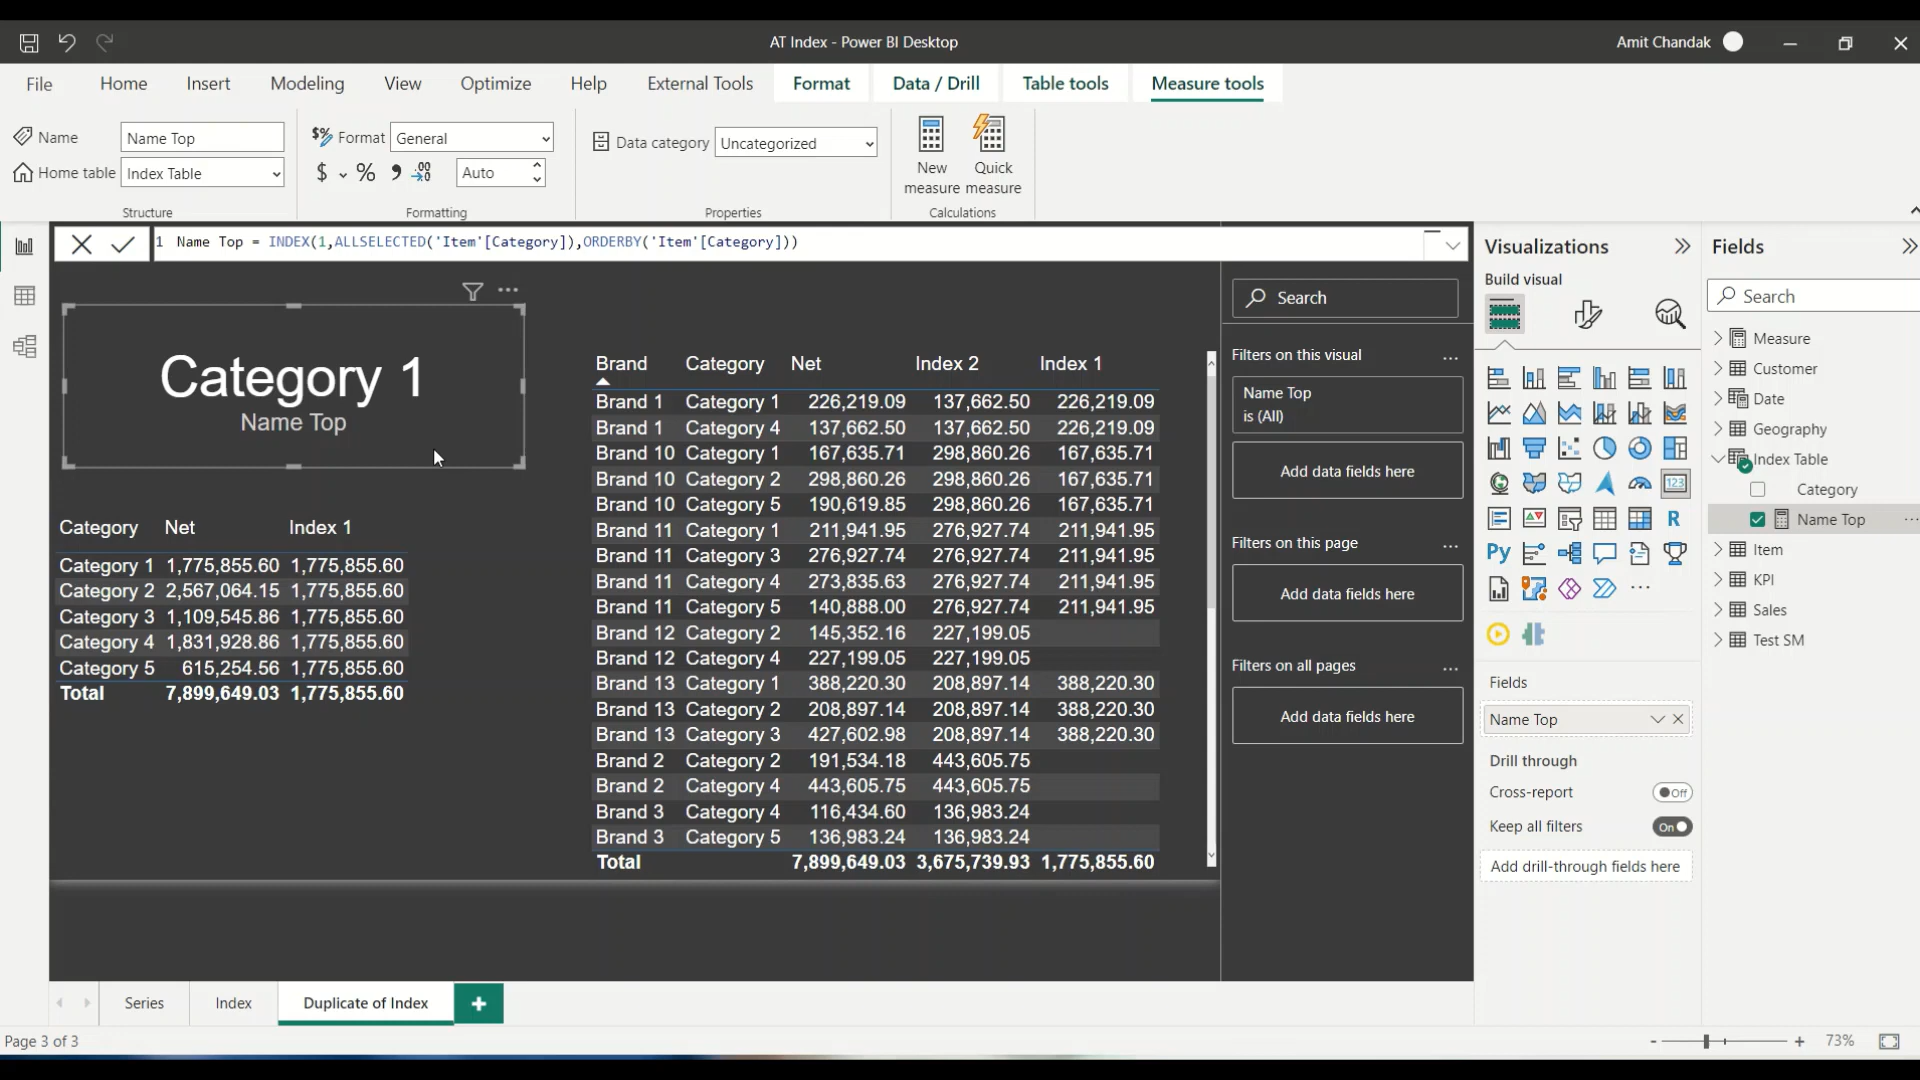 AT Index - Power BI Desktop
Amit Chandak
File Home Insert Modeling View Optimize Help External Tools Format Data / Drill Table tools Measure tools
Name Name Top
Home table Index Table
Structure
Format General
$ % , .00 →0 Auto
Formatting
Data category Uncategorized
Properties
New measure
Quick measure
Calculations
1 Name Top = INDEX(1,ALLSELECTED('Item'[Category]),ORDERBY('Item'[Category]))
Category 1
Name Top
Category Net Index 1
Category 1 1,775,855.60 1,775,855.60
Category 2 2,567,064.15 1,775,855.60
Category 3 1,109,545.86 1,775,855.60
Category 4 1,831,928.86 1,775,855.60
Category 5 615,254.56 1,775,855.60
Total 7,899,649.03 1,775,855.60
Brand Category Net Index 2 Index 1
Brand 1 Category 1 226,219.09 137,662.50 226,219.09
Brand 1 Category 4 137,662.50 137,662.50 226,219.09
Brand 10 Category 1 167,635.71 298,860.26 167,635.71
Brand 10 Category 2 298,860.26 298,860.26 167,635.71
Brand 10 Category 5 190,619.85 298,860.26 167,635.71
Brand 11 Category 1 211,941.95 276,927.74 211,941.95
Brand 11 Category 3 276,927.74 276,927.74 211,941.95
Brand 11 Category 4 273,835.63 276,927.74 211,941.95
Brand 11 Category 5 140,888.00 276,927.74 211,941.95
Brand 12 Category 2 145,352.16 227,199.05
Brand 12 Category 4 227,199.05 227,199.05
Brand 13 Category 1 388,220.30 208,897.14 388,220.30
Brand 13 Category 2 208,897.14 208,897.14 388,220.30
Brand 13 Category 3 427,602.98 208,897.14 388,220.30
Brand 2 Category 2 191,534.18 443,605.75
Brand 2 Category 4 443,605.75 443,605.75
Brand 3 Category 4 116,434.60 136,983.24
Brand 3 Category 5 136,983.24 136,983.24
Total 7,899,649.03 3,675,739.93 1,775,855.60
Search
Filters on this visual ...
Name Top
is (All)
Add data fields here
Filters on this page ...
Add data fields here
Filters on all pages ...
Add data fields here
Visualizations
Build visual
123
R
Py
...
Fields
Name Top
Drill through
Cross-report Off
Keep all filters On
Add drill-through fields here
Fields
Search
Measure
Customer
Date
Geography
Index Table
Category
Name Top ...
Item
KPI
Sales
Test SM
Series Index Duplicate of Index +
Page 3 of 3
- + 73%